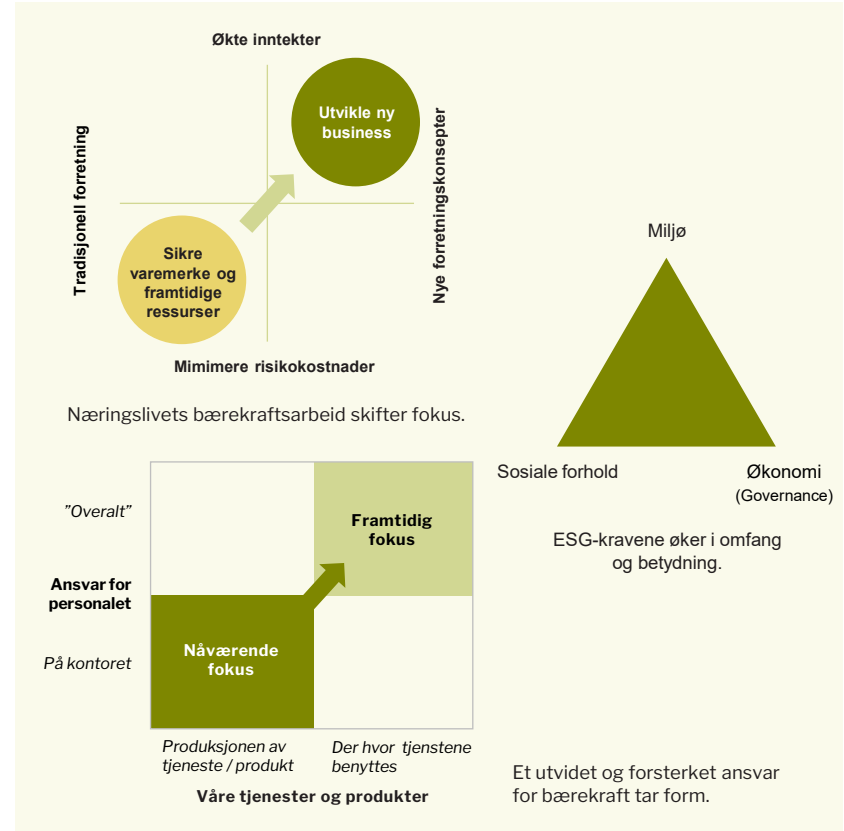 Økte inntekter
Utvikle ny
business
Tradisjonell forretning
Nye forretningskonsepter
Sikre
varemerke og
framtidige
ressurser
Mimimere risikokostnader
Næringslivets bærekraftsarbeid skifter fokus.
Miljø
Sosiale forhold
Økonomi
(Governance)
ESG-kravene øker i omfang
og betydning.
”Overalt”
Framtidig
fokus
Ansvar for
personalet
På kontoret
Nåværende
fokus
Produksjonen av
tjeneste / produkt
Der hvor tjenstene
benyttes
Våre tjenester og produkter
Et utvidet og forsterket ansvar
for bærekraft tar form.